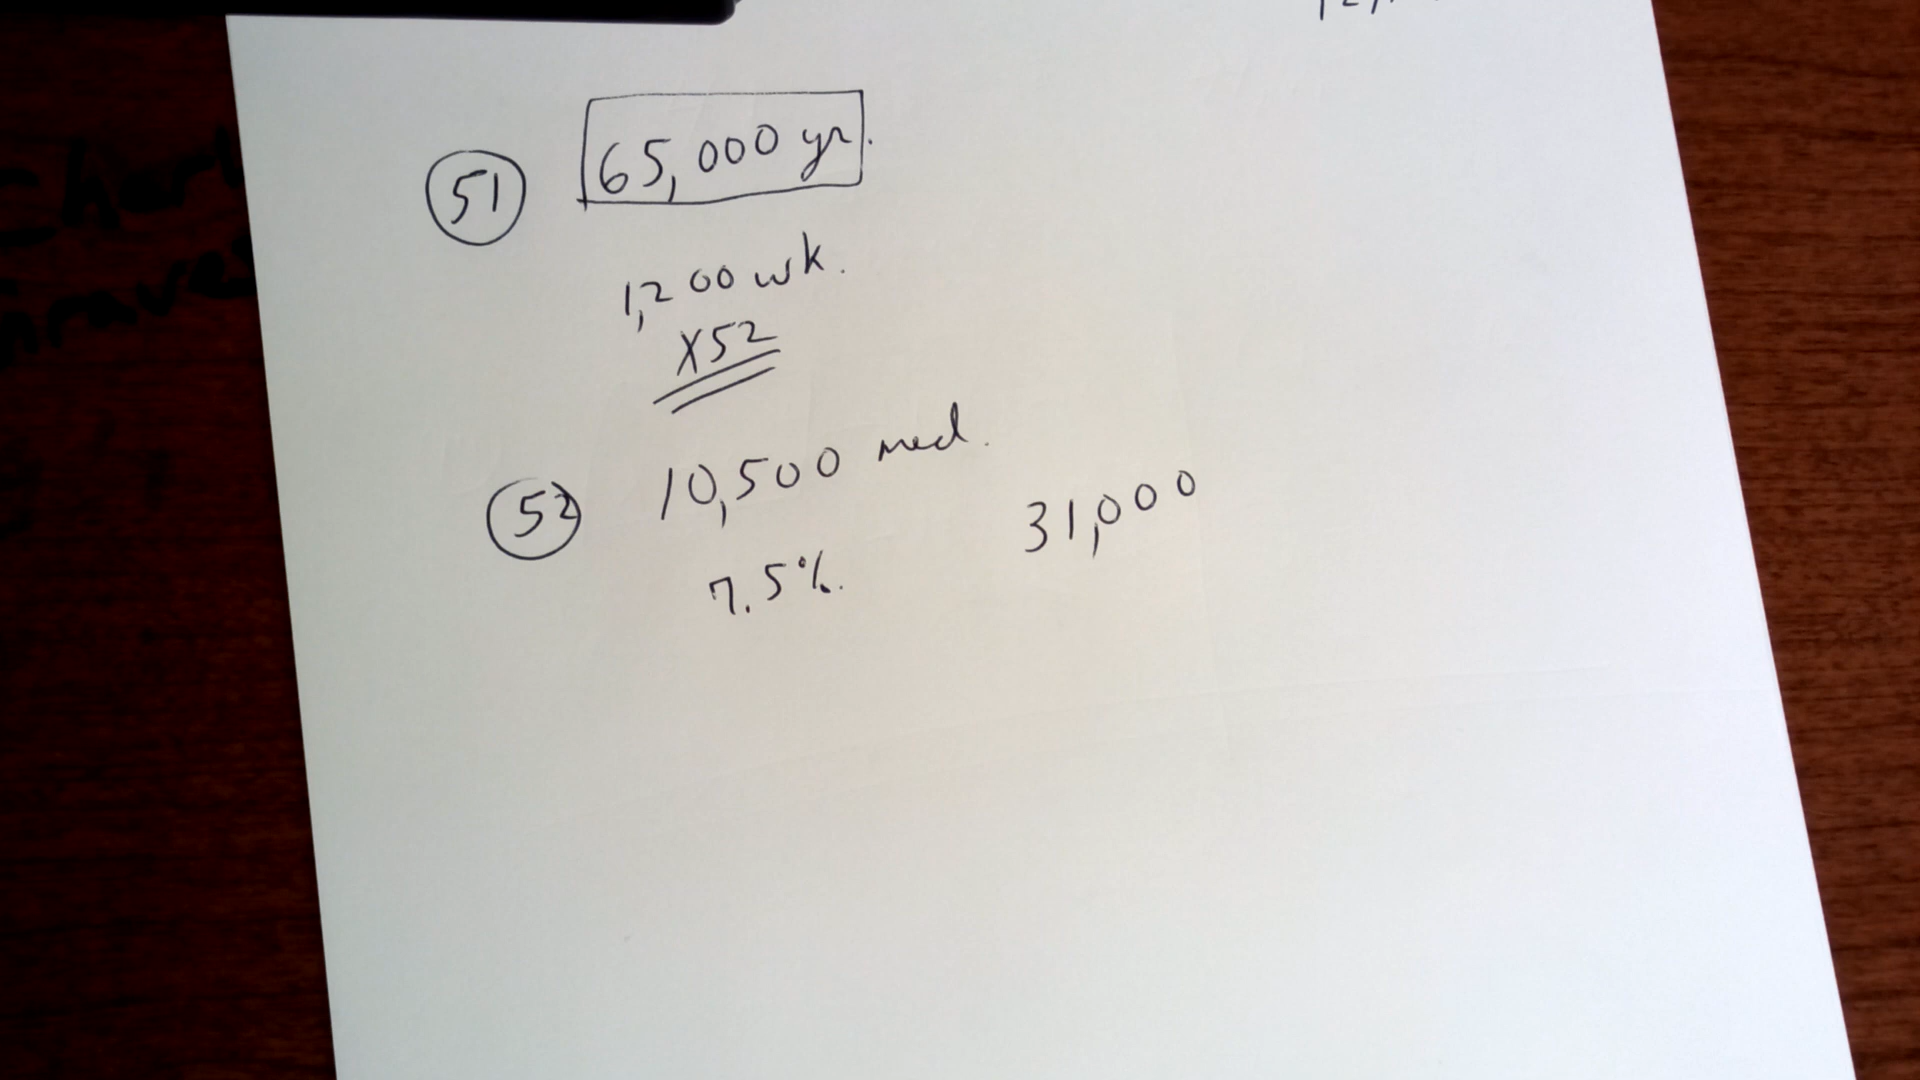 51 65,000 yr.
1,200 wk.
X52
52 10,500 med.
31,000
7.5%.